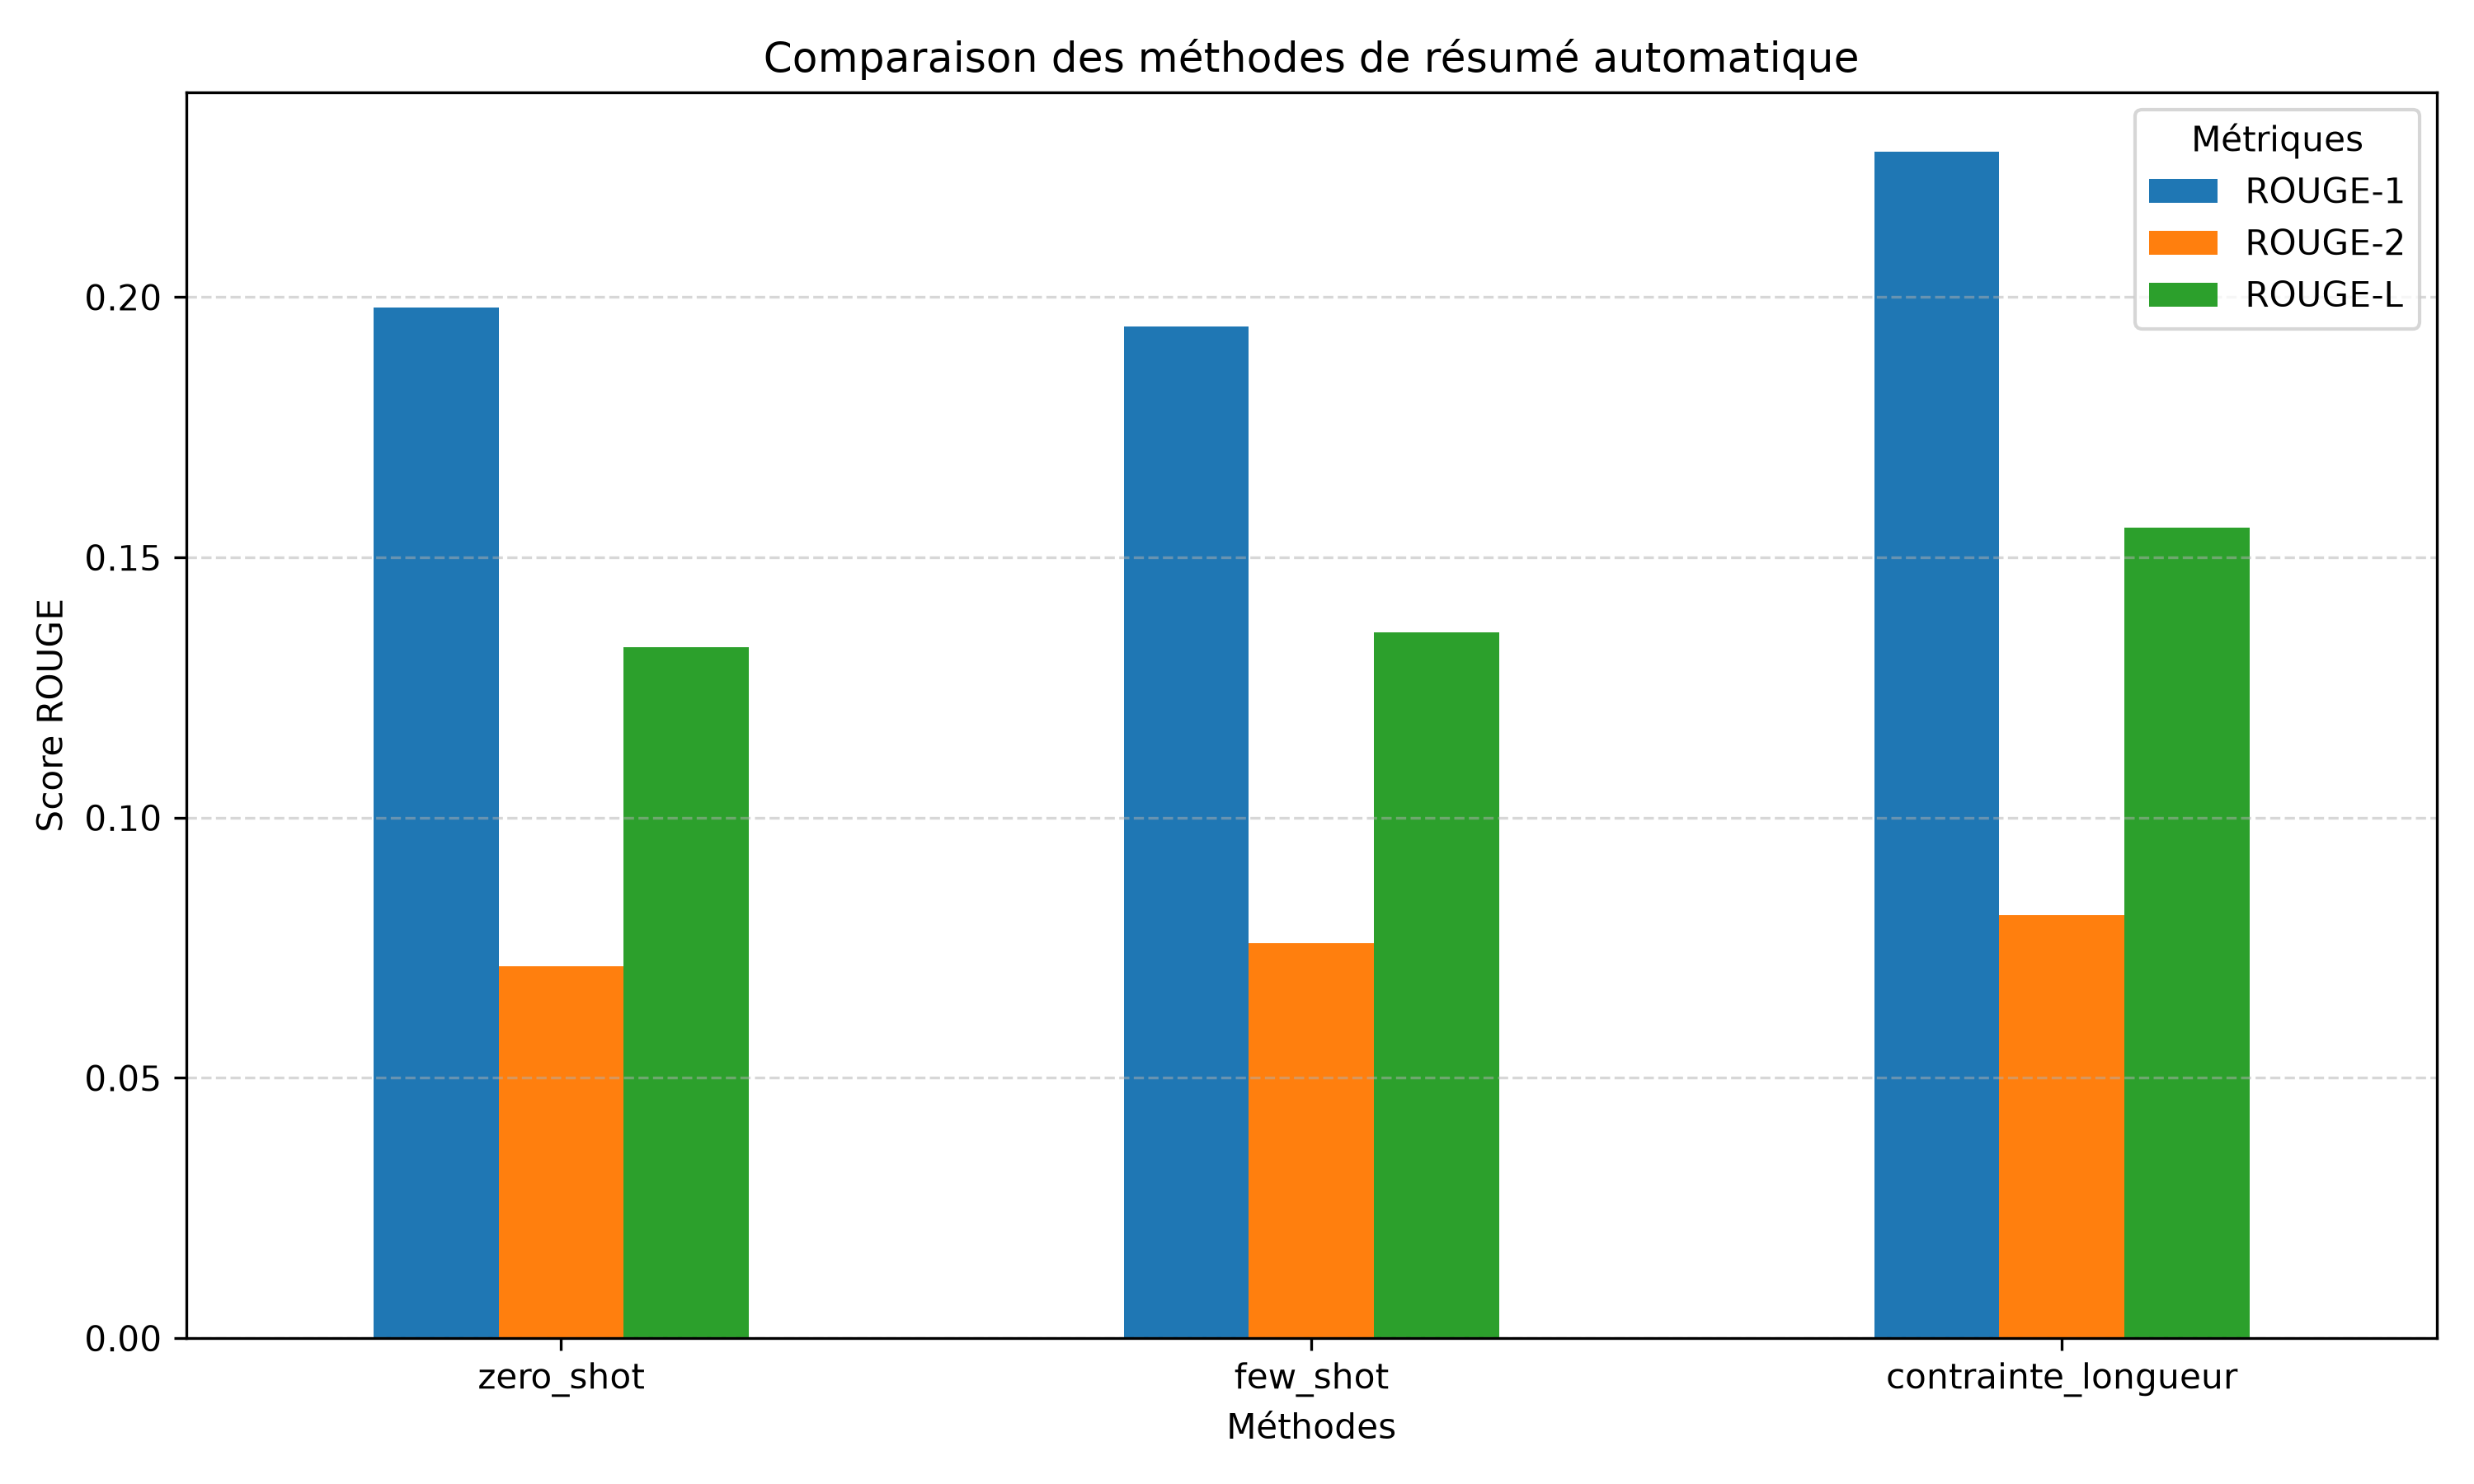 Comparaison des méthodes de résumé automatique
Métriques
ROUGE-1
ROUGE-2
ROUGE-L
Score ROUGE
0.20
0.15
0.10
0.05
0.00
zero_shot
few_shot
contrainte_longueur
Méthodes